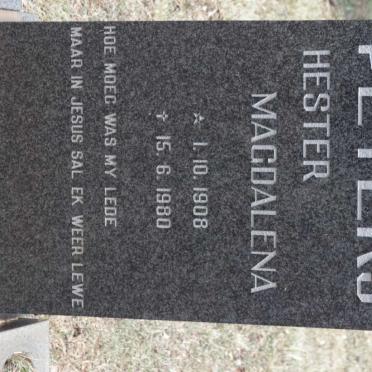 PETERS
HESTER
MAGDALENA
☆ 1. 10. 1908
✞ 15. 6. 1980
HOE MOEG WAS MY LEDE
MAAR IN JESUS SAL EK WEER LEWE